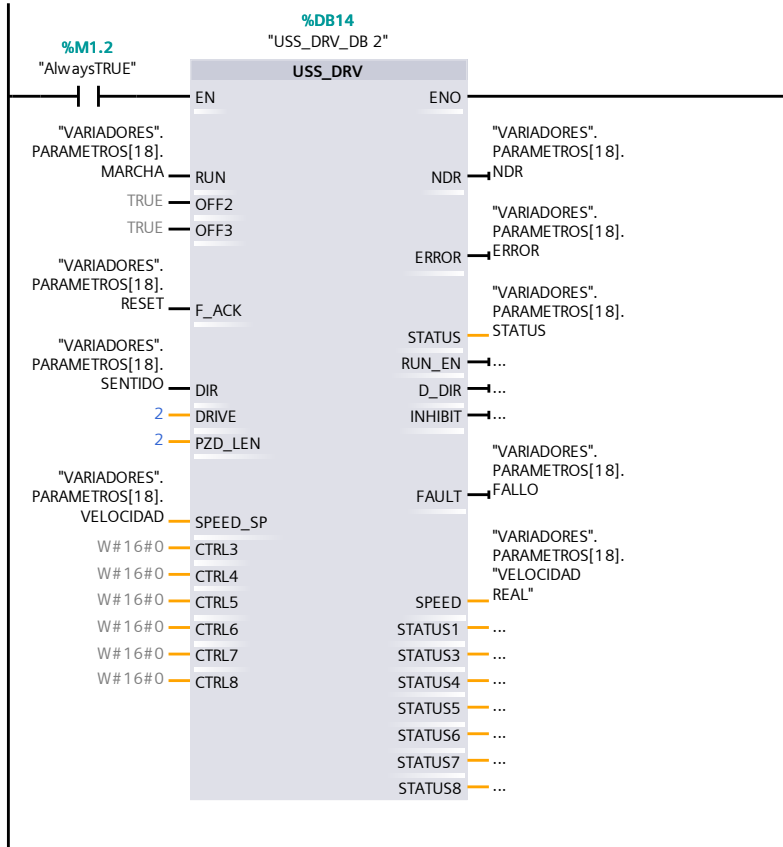 %DB14
"USS_DRV_DB 2"
%M1.2
"AlwaysTRUE"
USS_DRV
EN
ENO
"VARIADORES".
PARAMETROS[18].
MARCHA
RUN
TRUE
OFF2
TRUE
OFF3
"VARIADORES".
PARAMETROS[18].
RESET
F_ACK
"VARIADORES".
PARAMETROS[18].
SENTIDO
DIR
2
DRIVE
2
PZD_LEN
"VARIADORES".
PARAMETROS[18].
VELOCIDAD
SPEED_SP
W#16#0
CTRL3
W#16#0
CTRL4
W#16#0
CTRL5
W#16#0
CTRL6
W#16#0
CTRL7
W#16#0
CTRL8
"VARIADORES".
PARAMETROS[18].
NDR
NDR
"VARIADORES".
PARAMETROS[18].
ERROR
ERROR
"VARIADORES".
PARAMETROS[18].
STATUS
STATUS
RUN_EN
...
D_DIR
...
INHIBIT
...
"VARIADORES".
PARAMETROS[18].
FAULT
FALLO
"VARIADORES".
PARAMETROS[18].
"VELOCIDAD
SPEED
REAL"
STATUS1
...
STATUS3
...
STATUS4
...
STATUS5
...
STATUS6
...
STATUS7
...
STATUS8
...